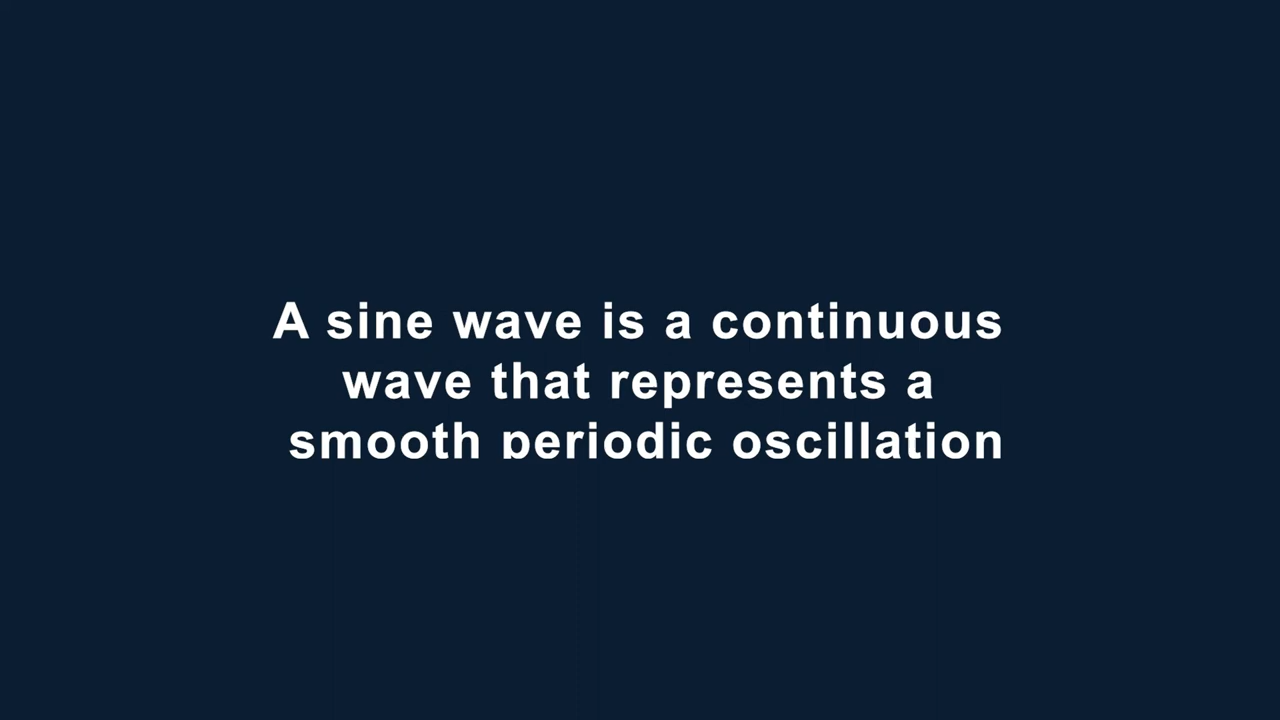 A sine wave is a continuous
wave that represents a
smooth periodic oscillation